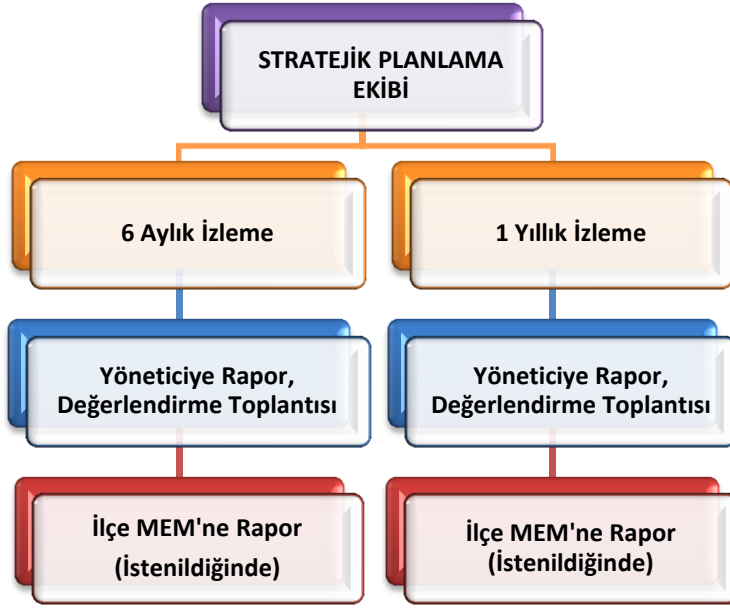 STRATEJİK PLANLAMA
EKİBİ
6 Aylık İzleme
1 Yıllık İzleme
Yöneticiye Rapor,
Değerlendirme Toplantısı
Yöneticiye Rapor,
Değerlendirme Toplantısı
İlçe MEM'ne Rapor
(İstenildiğinde)
İlçe MEM'ne Rapor
(İstenildiğinde)